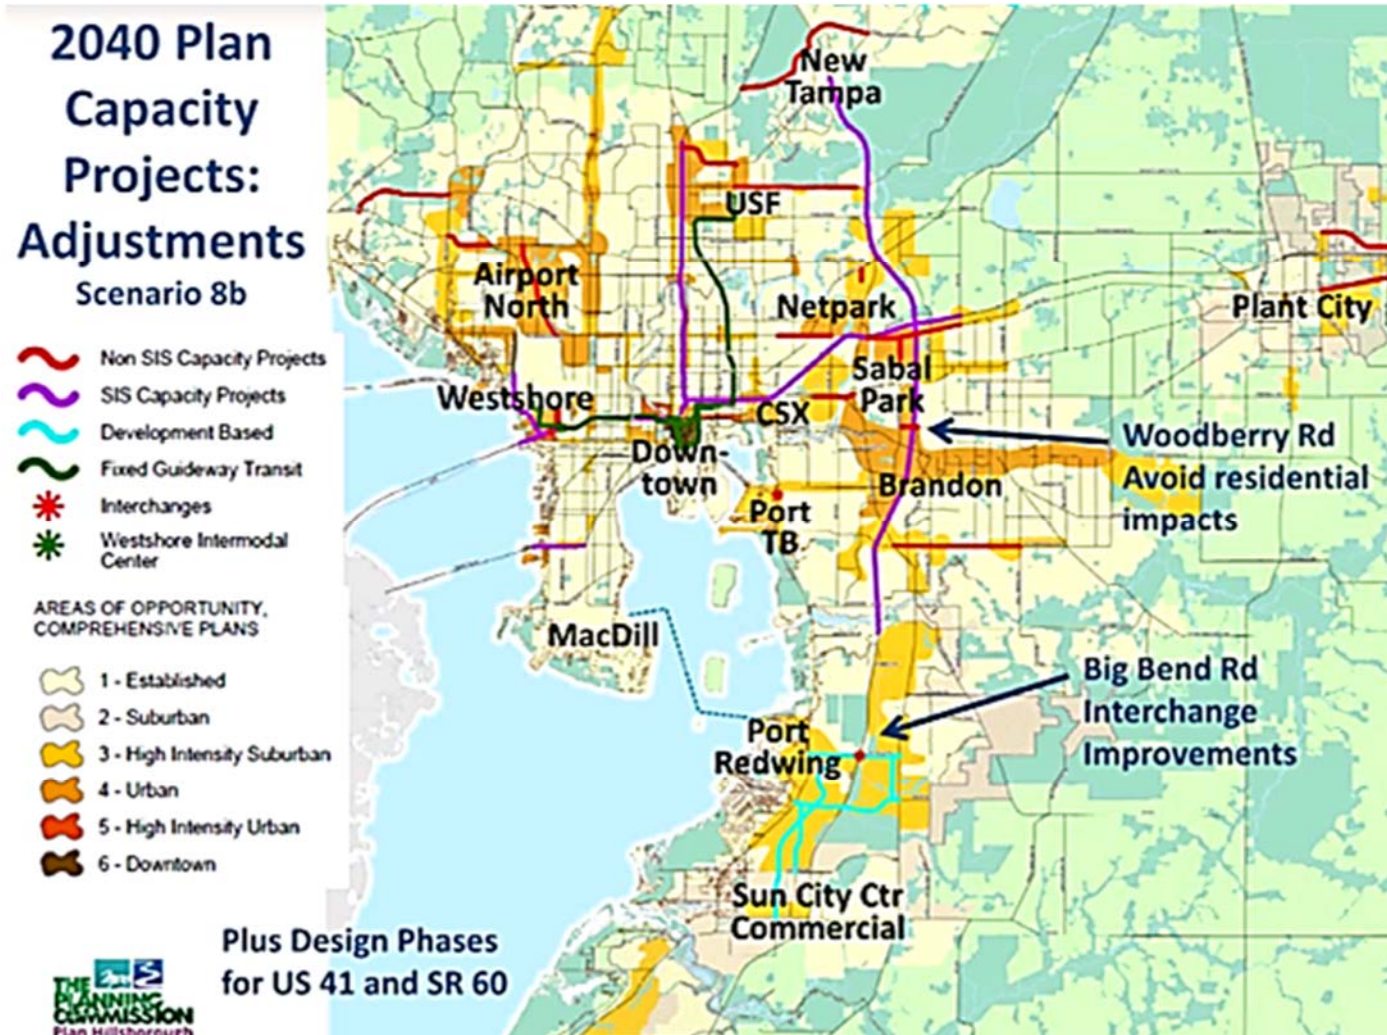 2040 Plan
Capacity
Projects:
Adjustments
Scenario 8b
Non SIS Capacity Projects
SIS Capacity Projects
Development Based
Fixed Guideway Transit
Interchanges
Westshore Intermodal
Center
AREAS OF OPPORTUNITY,
COMPREHENSIVE PLANS
1 - Established
2 - Suburban
3 - High Intensity Suburban
4 - Urban
5 - High Intensity Urban
6 - Downtown
Plus Design Phases
for US 41 and SR 60
THE
PLANNING
COMMISSION
Plan Hillsborough
New
Tampa
USF
Airport
North
Netpark
Plant City
Westshore
Sabal
Park
CSX
Down-
town
Brandon
Woodberry Rd
Avoid residential
impacts
Port
TB
MacDill
Big Bend Rd
Interchange
Improvements
Port
Redwing
Sun City Ctr
Commercial